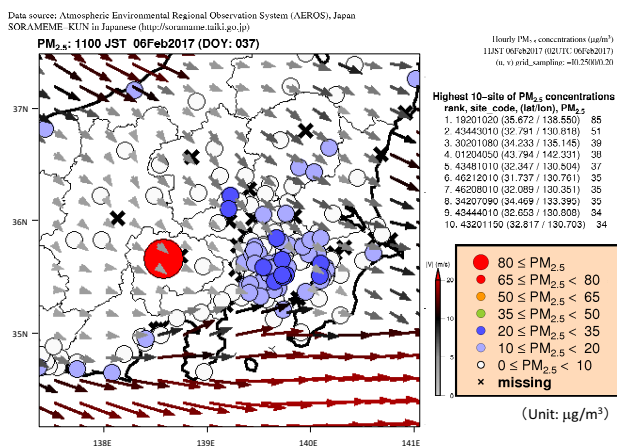 Data source: Atmospheric Environmental Regional Observation System (AEROS), Japan
SORAMEME-KUN in Japanese (http://soramame.taiki.go.jp)
PM2.5: 1100 JST 06Feb2017 (DOY: 037)
Hourly PM2.5 concentrations (μg/m³)
11JST 06Feb2017 (02UTC 06Feb2017)
(u, v) grid_sampling: =10.2500/0.20
37N
36N
35N
138E
139E
140E
141E
Highest 10-site of PM2.5 concentrations
rank, site_code, (lat/lon), PM2.5
1. 19201020 (35.672 / 138.550) 85
2. 43443010 (32.791 / 130.818) 51
3. 30201080 (34.233 / 135.145) 39
4. 01204050 (43.794 / 142.331) 38
5. 43481010 (32.347 / 130.504) 37
6. 46212010 (31.737 / 130.761) 35
7. 46208010 (32.089 / 130.351) 35
8. 34207090 (34.469 / 133.395) 35
9. 43444010 (32.653 / 130.808) 34
10. 43201150 (32.817 / 130.703) 34
|V| (m/s)
20
10
5
0
80 ≤ PM2.5
65 ≤ PM2.5 < 80
50 ≤ PM2.5 < 65
35 ≤ PM2.5 < 50
20 ≤ PM2.5 < 35
10 ≤ PM2.5 < 20
0 ≤ PM2.5 < 10
missing
(Unit: μg/m³)